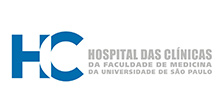 HC
HOSPITAL DAS CLÍNICAS
DA FACULDADE DE MEDICINA
DA UNIVERSIDADE DE SÃO PAULO